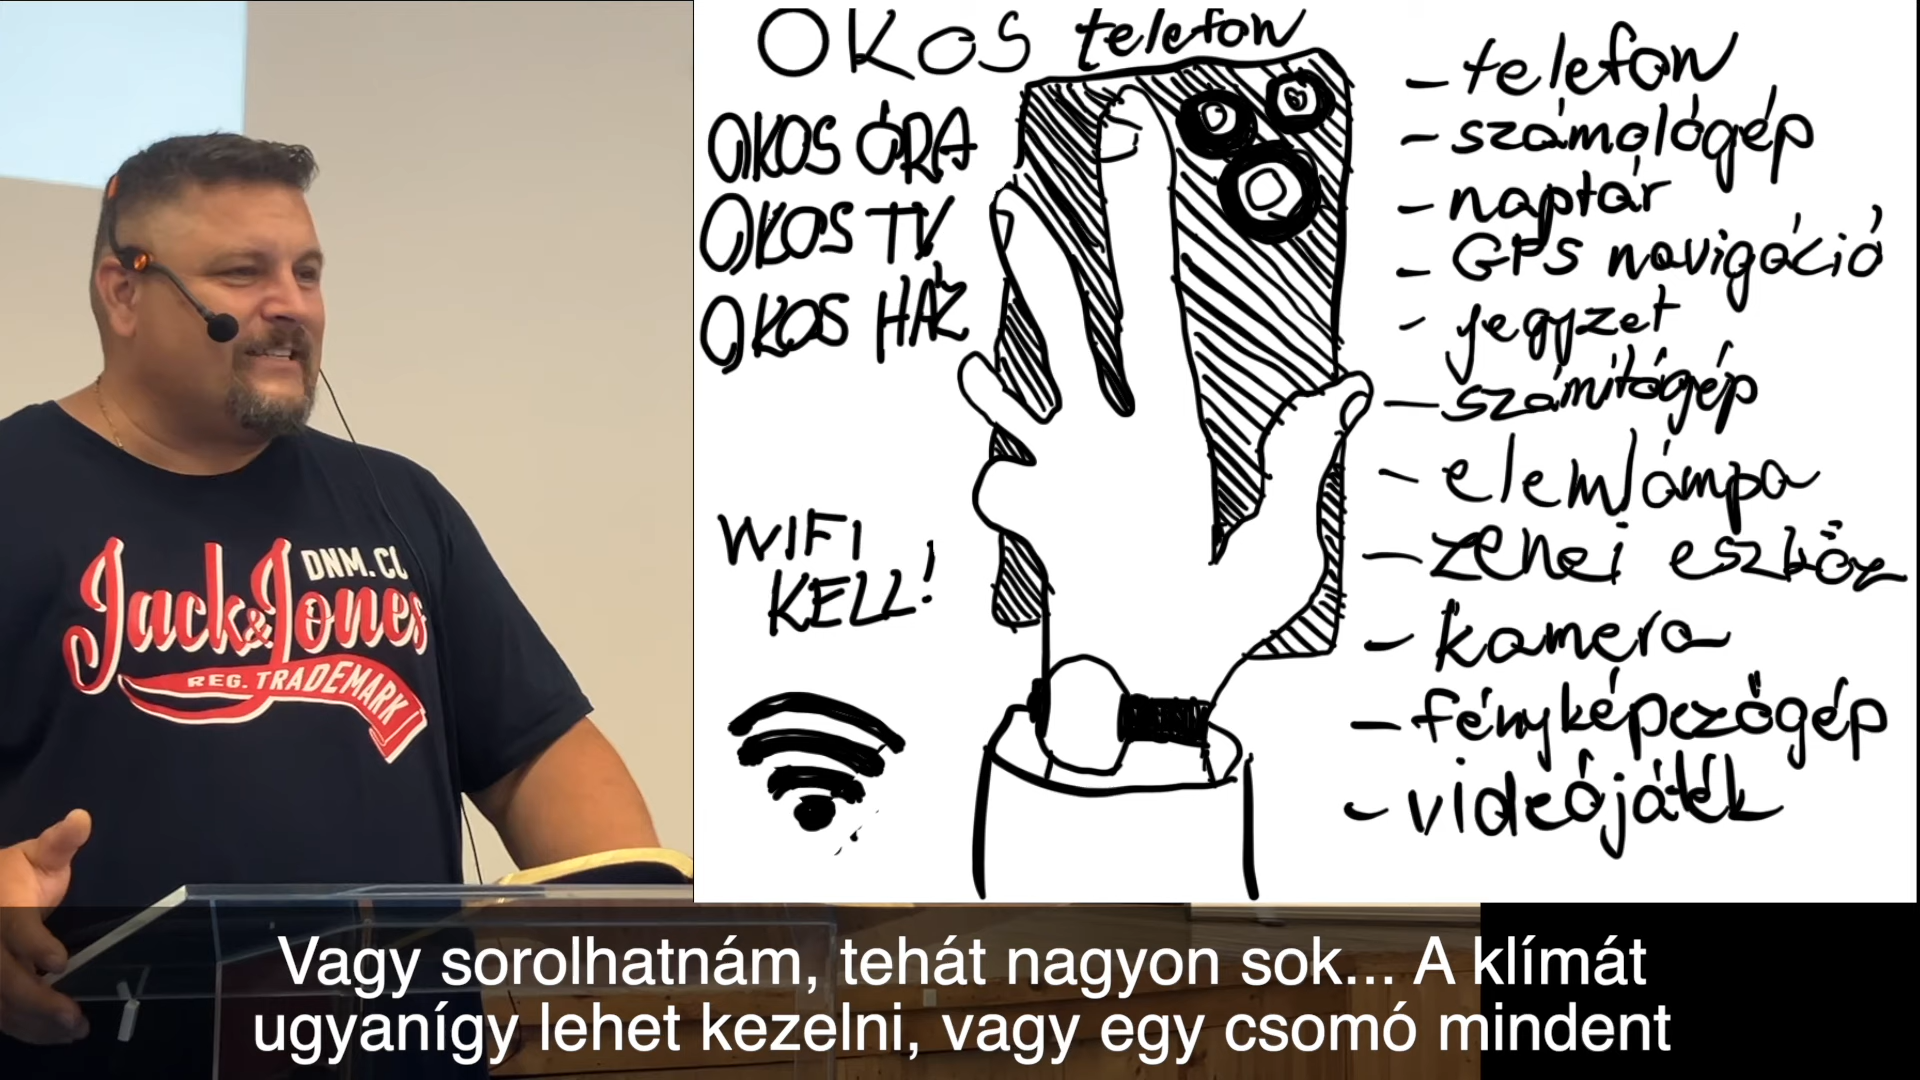 OKOS telefon
OKOS ÓRA
OKOS TV
OKOS HÁZ
WIFI
KELL!
- telefon
- számológép
- naptár
- GPS navigáció
- jegyzet
- számítógép
- elemlámpa
- zenei eszköz
- kamera
- fényképezőgép
- videójáték
DNM. CO
Jack & Jones
REG. TRADEMARK
Vagy sorolhatnám, tehát nagyon sok... A klímát
ugyanígy lehet kezelni, vagy egy csomó mindent